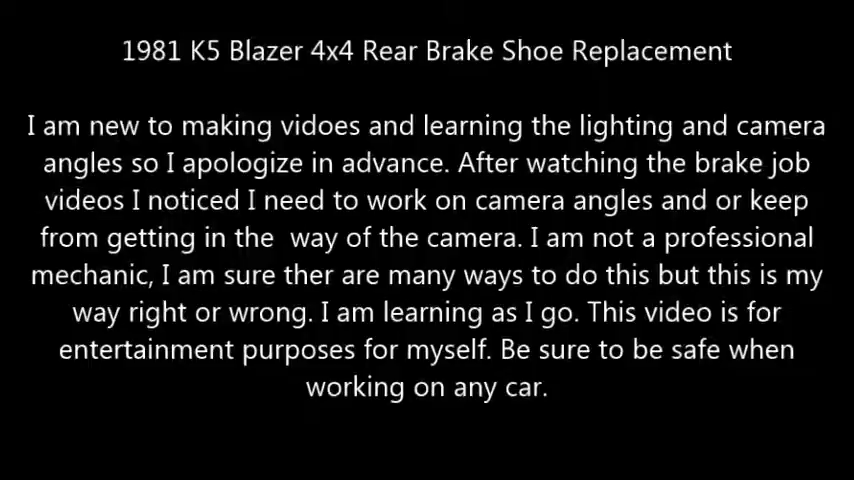 1981 K5 Blazer 4x4 Rear Brake Shoe Replacement
I am new to making vidoes and learning the lighting and camera
angles so I apologize in advance. After watching the brake job
videos I noticed I need to work on camera angles and or keep
from getting in the  way of the camera. I am not a professional
mechanic, I am sure ther are many ways to do this but this is my
way right or wrong. I am learning as I go. This video is for
entertainment purposes for myself. Be sure to be safe when
working on any car.